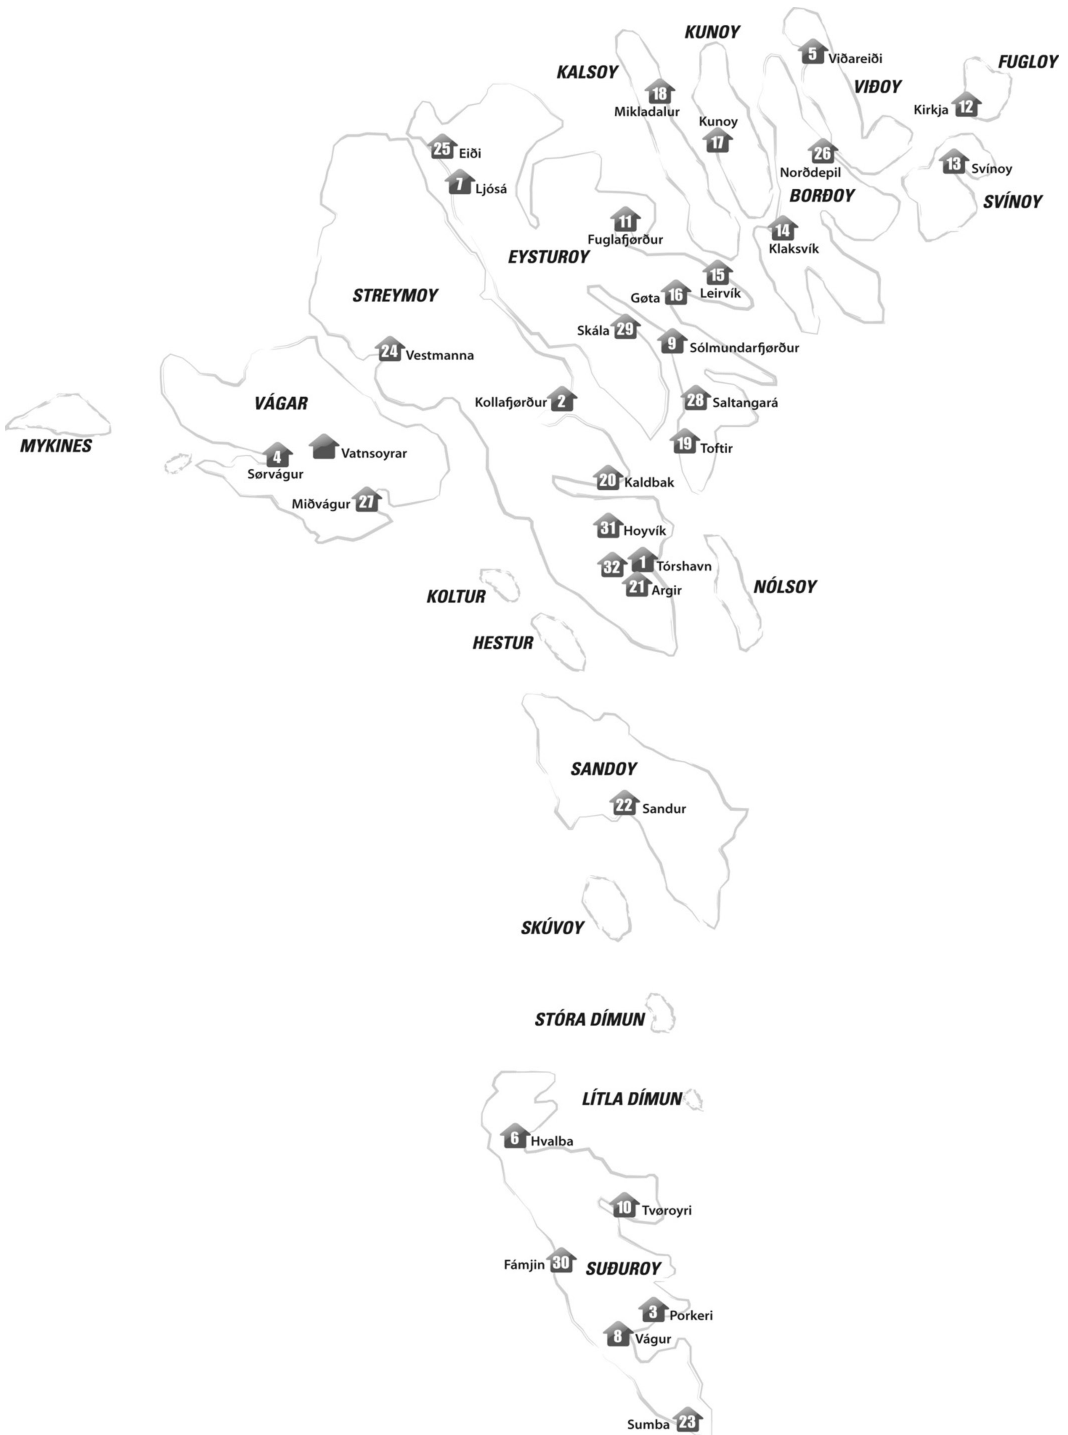 KUNOY
5 Viðareiði
FUGLOY
KALSOY
VIÐOY
18
Mikladalur
Kirkja 12
Kunoy
17
25 Eiði
26
Norðdepil
13 Svínoy
7 Ljósá
BORÐOY
SVÍNOY
11
Fuglafjørður
14
Klaksvík
EYSTUROY
15
Leirvík
STREYMOY
Gøta 16
Skála 29
9 Sólmundarfjørður
24 Vestmanna
VÁGAR
Kollafjørður 2
28 Saltangará
MYKINES
19 Toftir
Vatnsoyrar
4
Sørvágur
20 Kaldbak
Miðvágur 27
31 Hoyvík
1 Tórshavn
32
21 Argir
NÓLSOY
KOLTUR
HESTUR
SANDOY
22 Sandur
SKÚVOY
STÓRA DÍMUN
LÍTLA DÍMUN
6 Hvalba
10 Tvøroyri
Fámjin 30
SUÐUROY
3 Porkeri
8 Vágur
Sumba 23